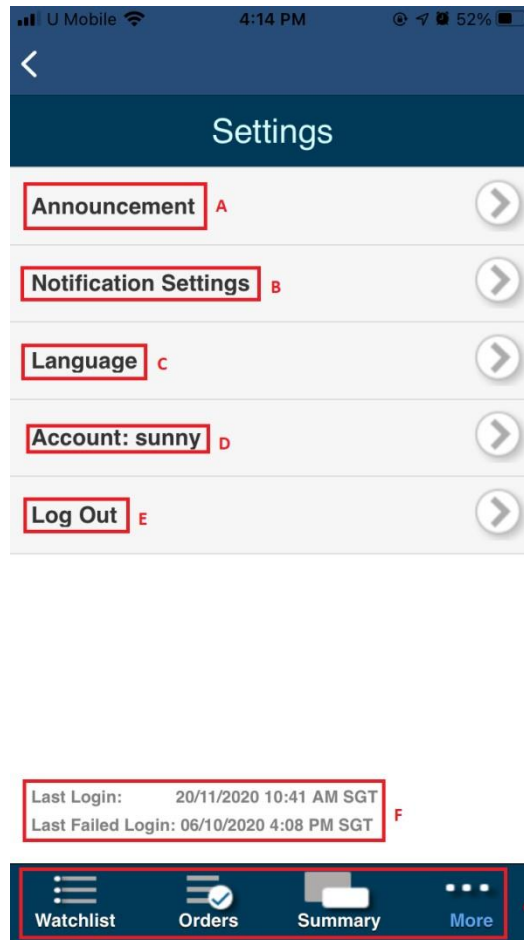 U Mobile 4:14 PM 52%
Settings
Announcement A
Notification Settings B
Language C
Account: sunny D
Log Out E
Last Login: 20/11/2020 10:41 AM SGT
Last Failed Login: 06/10/2020 4:08 PM SGT F
Watchlist Orders Summary More